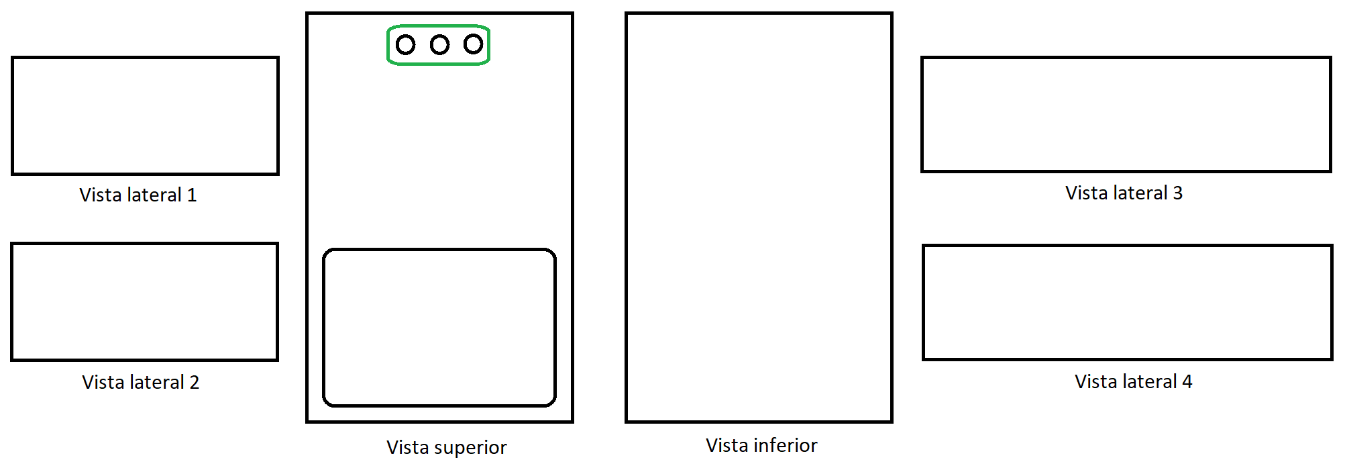 Vista lateral 1
Vista lateral 2
Vista superior
Vista inferior
Vista lateral 3
Vista lateral 4